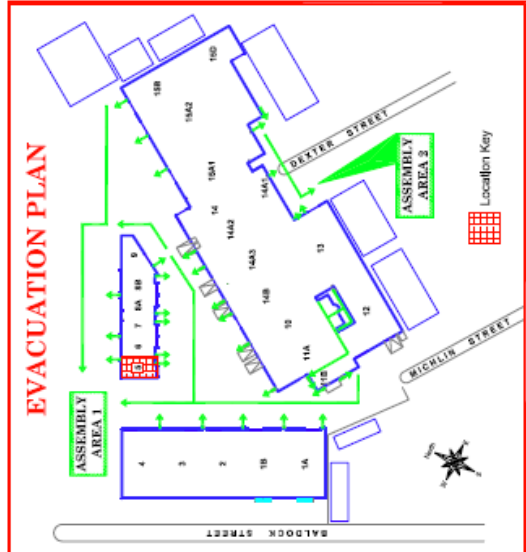 EVACUATION PLAN
15D
15B
15A2
14
14A2
14A1
14A3
14B
13
10
12
11A
11B
9
8B
8A
7
6
5
4
3
2
1B
1A
ASSEMBLY
AREA 1
ASSEMBLY
AREA 2
DEXTER STREET
MICHLIN STREET
BALDOCK STREET
Location Key
North